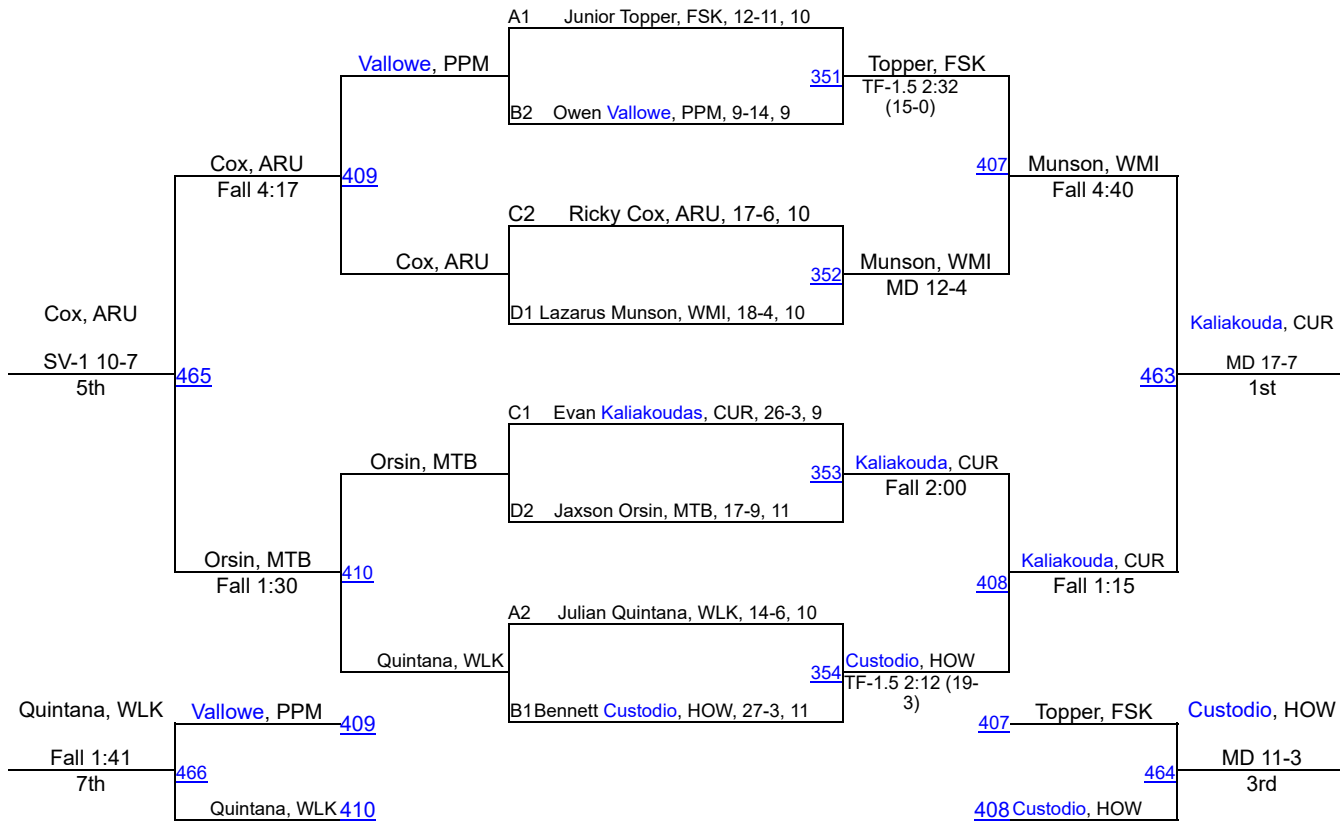 A1 Junior Topper, FSK, 12-11, 10
Vallowe, PPM
351
Topper, FSK
TF-1.5 2:32
(15-0)
B2 Owen Vallowe, PPM, 9-14, 9
Cox, ARU
Fall 4:17
409
407
Munson, WMI
Fall 4:40
C2 Ricky Cox, ARU, 17-6, 10
Cox, ARU
352
Munson, WMI
MD 12-4
D1 Lazarus Munson, WMI, 18-4, 10
Cox, ARU
SV-1 10-7
5th
465
Kaliakouda, CUR
463
MD 17-7
1st
C1 Evan Kaliakoudas, CUR, 26-3, 9
Orsin, MTB
353
Kaliakouda, CUR
Fall 2:00
D2 Jaxson Orsin, MTB, 17-9, 11
Orsin, MTB
Fall 1:30
410
408
Kaliakouda, CUR
Fall 1:15
A2 Julian Quintana, WLK, 14-6, 10
Quintana, WLK
354
Custodio, HOW
TF-1.5 2:12 (19-
3)
B1 Bennett Custodio, HOW, 27-3, 11
Quintana, WLK
Fall 1:41
7th
Vallowe, PPM 409
466
Quintana, WLK 410
407 Topper, FSK
464
408 Custodio, HOW
Custodio, HOW
MD 11-3
3rd